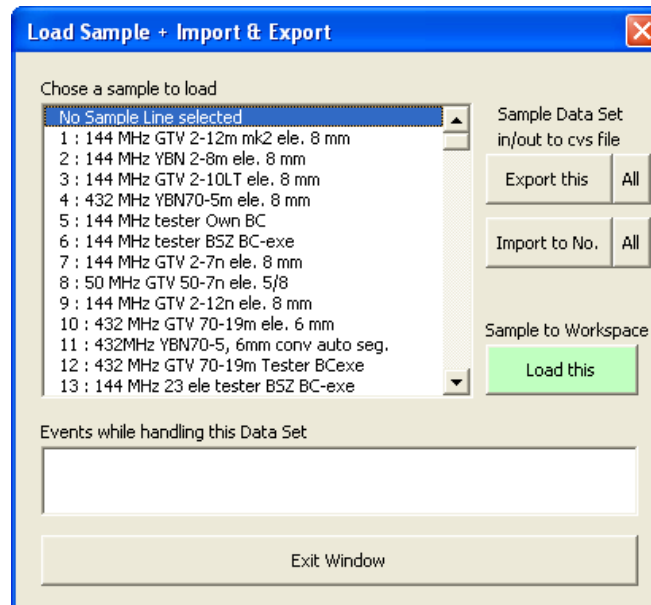 Load Sample + Import & Export
Chose a sample to load
No Sample Line selected
1 : 144 MHz GTV 2-12m mk2 ele. 8 mm
2 : 144 MHz YBN 2-8m ele. 8 mm
3 : 144 MHz GTV 2-10LT ele. 8 mm
4 : 432 MHz YBN70-5m ele. 8 mm
5 : 144 MHz tester Own BC
6 : 144 MHz tester BSZ BC-exe
7 : 144 MHz GTV 2-7n ele. 8 mm
8 : 50 MHz GTV 50-7n ele. 5/8
9 : 144 MHz GTV 2-12n ele. 8 mm
10 : 432 MHz GTV 70-19m ele. 6 mm
11 : 432MHz YBN70-5, 6mm conv auto seg.
12 : 432 MHz GTV 70-19m Tester BCexe
13 : 144 MHz 23 ele tester BSZ BC-exe
Sample Data Set
in/out to cvs file
Export this
All
Import to No.
All
Sample to Workspace
Load this
Events while handling this Data Set
Exit Window